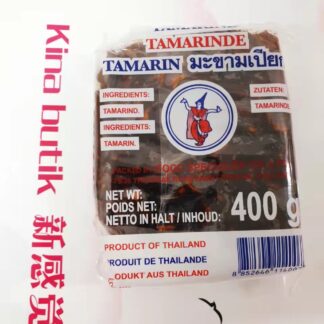 Kina butik 新感觉
TAMARINDE
TAMARIN มะขามเปียก
INGREDIENTS:
TAMARIND.
INGREDIENTS:
TAMARIN.
ZUTATEN:
TAMARINDE
NET WT:
POIDS NET:
NETTO IN HALT / INHOUD:
400 g
PRODUCT OF THAILAND
PRODUIT DE THAILANDE
PRODUKT AUS THAILAND